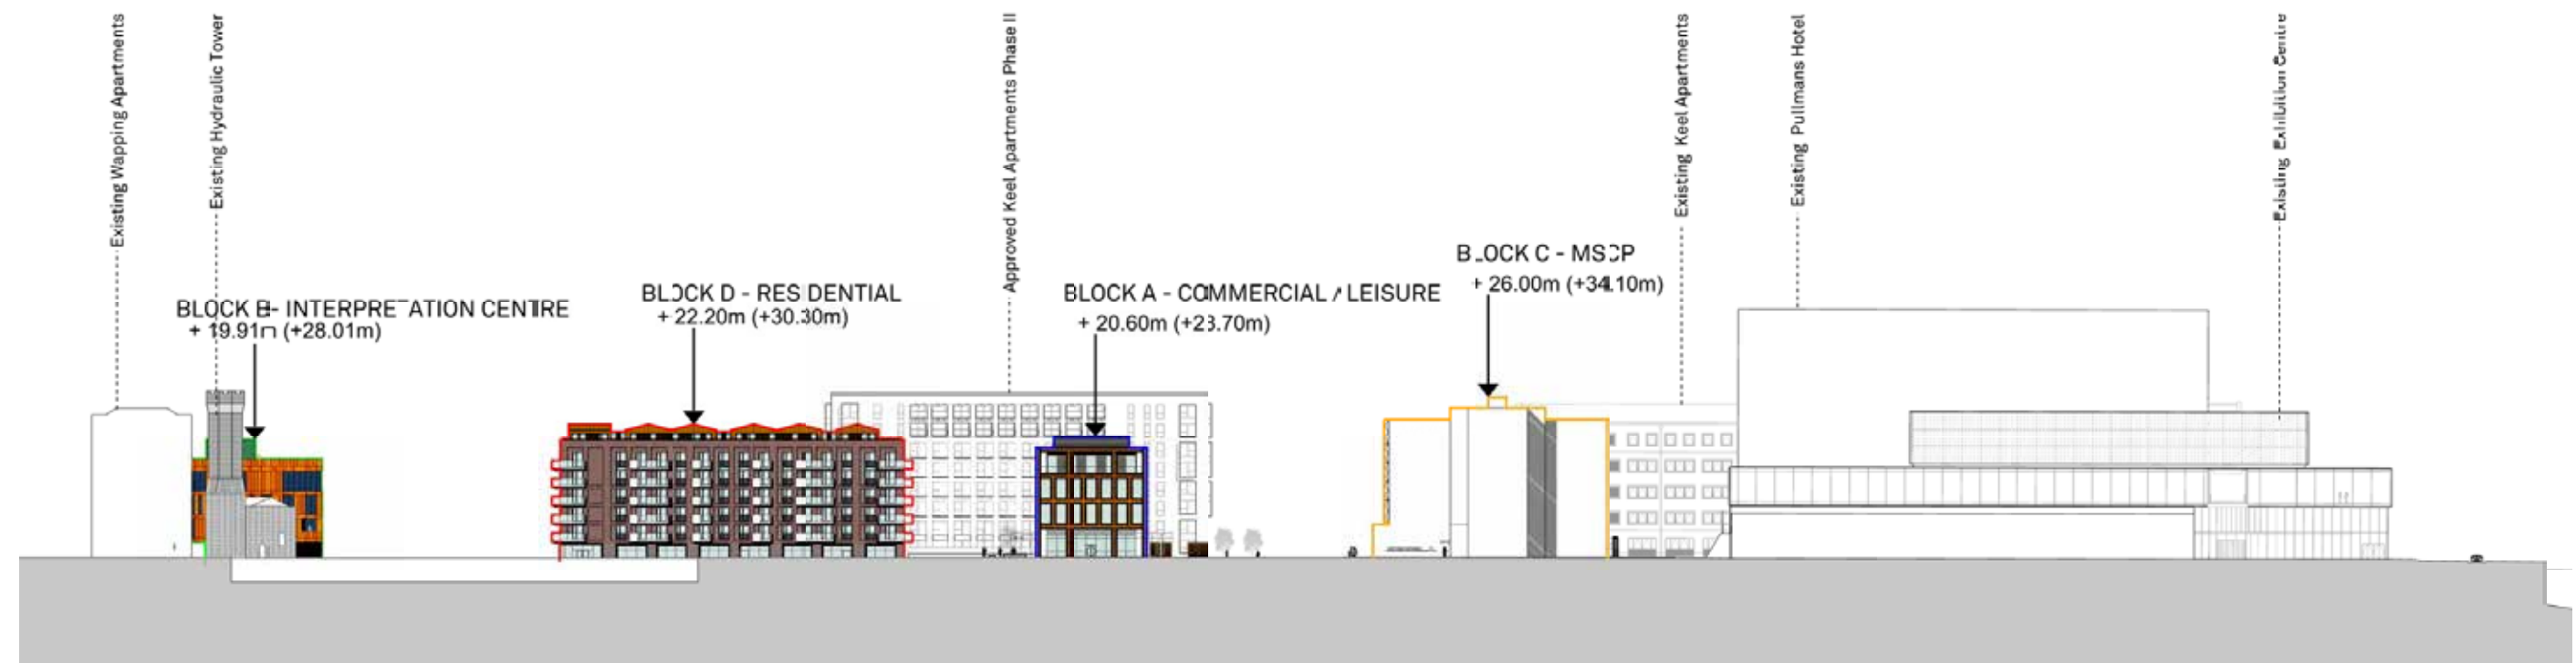 Existing Wapping Apartments
Existing Hydraulic Tower
Approved Keel Apartments Phase II
Existing Keel Apartments
Existing Pullmans Hotel
Existing Exhibition Centre
BLOCK B - INTERPRETATION CENTRE
+ 19.91m (+28.01m)
BLOCK D - RESIDENTIAL
+ 22.20m (+30.30m)
BLOCK A - COMMERCIAL / LEISURE
+ 20.60m (+28.70m)
BLOCK C - MSCP
+ 26.00m (+34.10m)